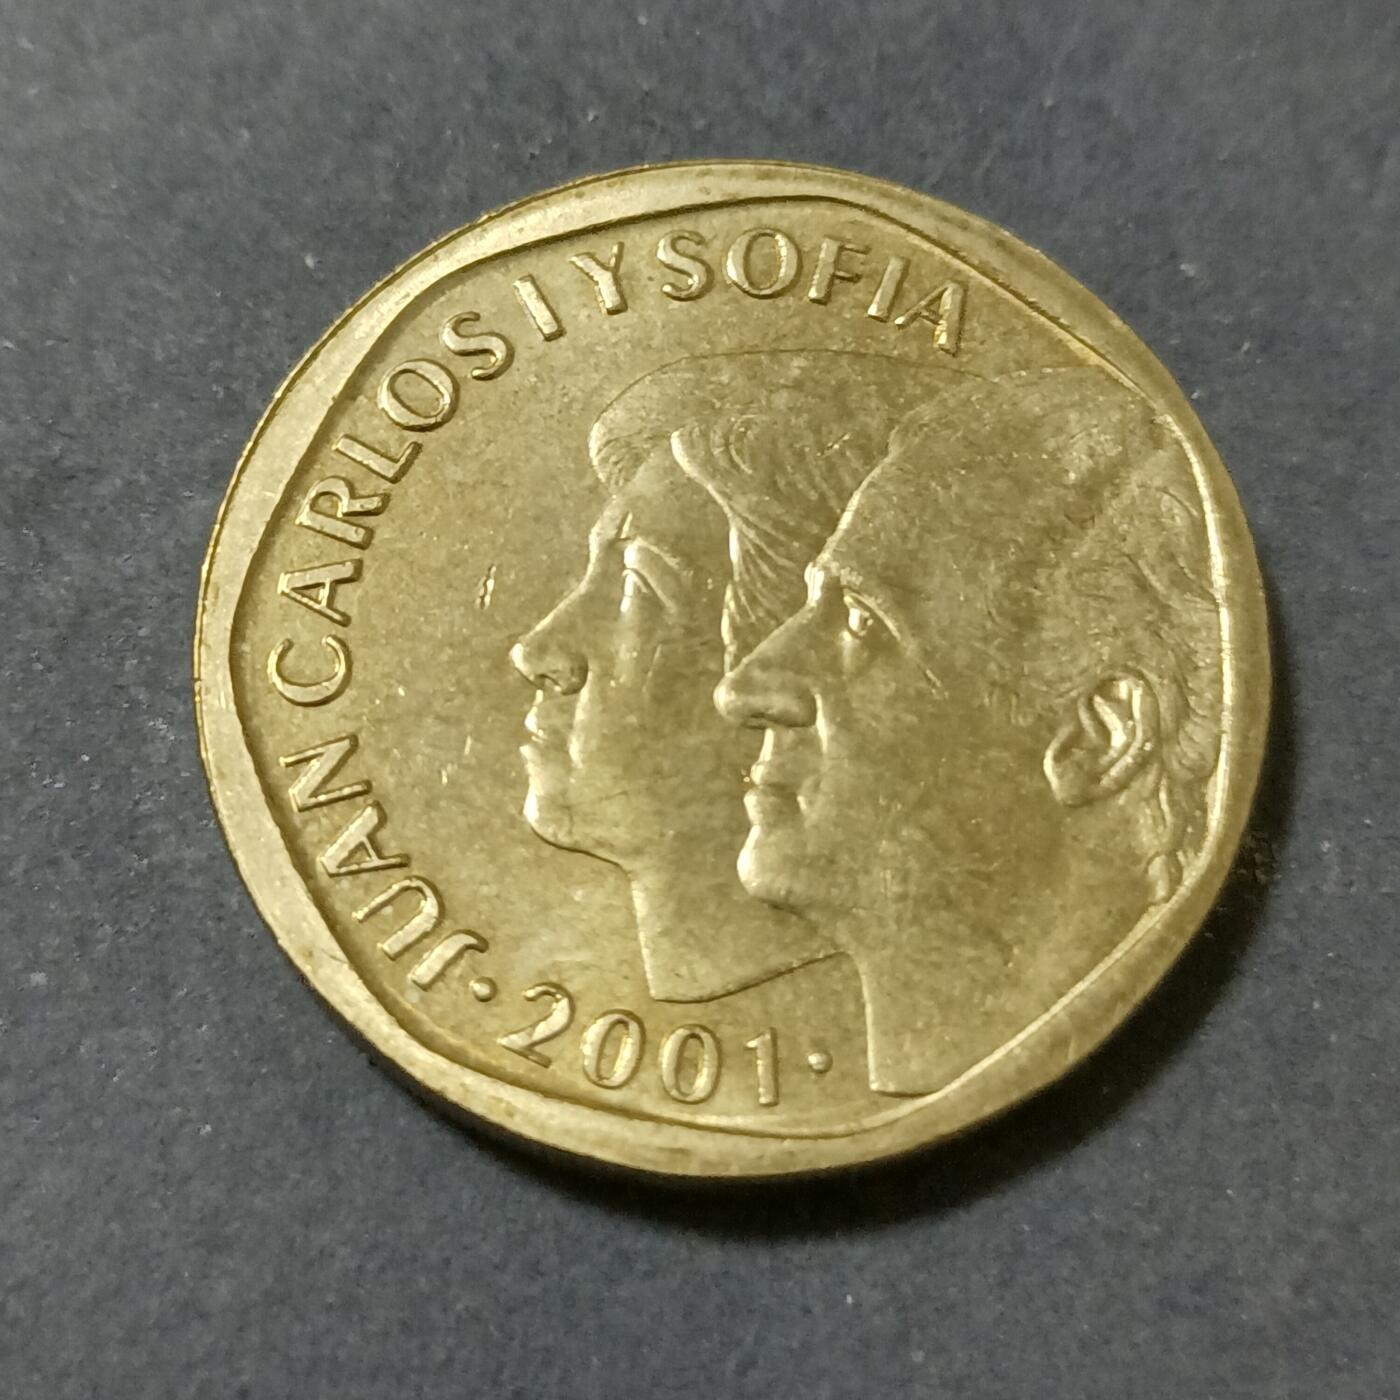 JUAN CARLOS I Y SOFIA
· 2001 ·